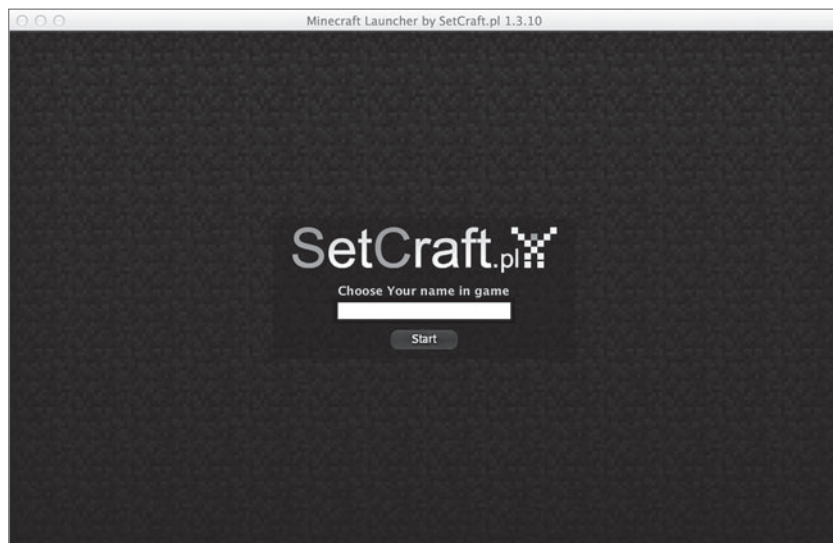 Minecraft Launcher by SetCraft.pl 1.3.10
SetCraft.pl
Choose Your name in game
Start